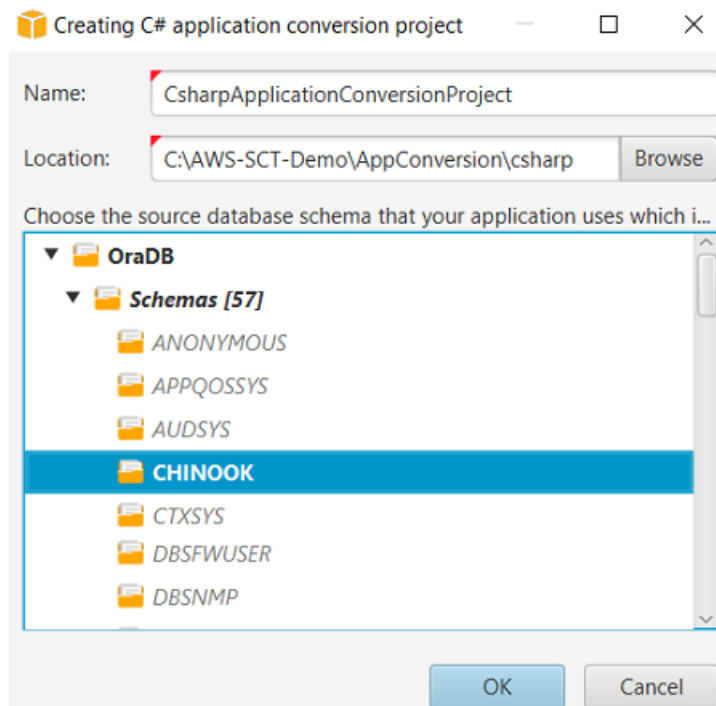 Creating C# application conversion project
Name: CsharpApplicationConversionProject
Location: C:\AWS-SCT-Demo\AppConversion\csharp Browse
Choose the source database schema that your application uses which i...
OraDB
Schemas [57]
ANONYMOUS
APPQOSSYS
AUDSYS
CHINOOK
CTXSYS
DBSFWUSER
DBSNMP
OK Cancel